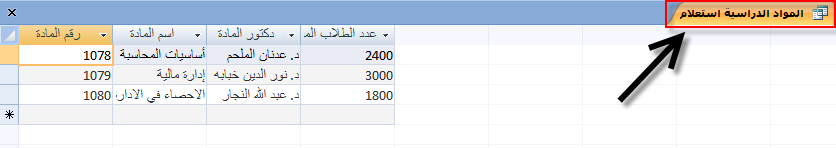 المواد الدراسية استعلام
رقم المادة اسم المادة دكتور المادة عدد الطلاب الم
1078 أساسيات المحاسبة د. عدنان الملحم 2400
1079 إدارة مالية د. نور الدين خبابه 3000
1080 الاحصاء في الادارة د. عبد الله النجار 1800